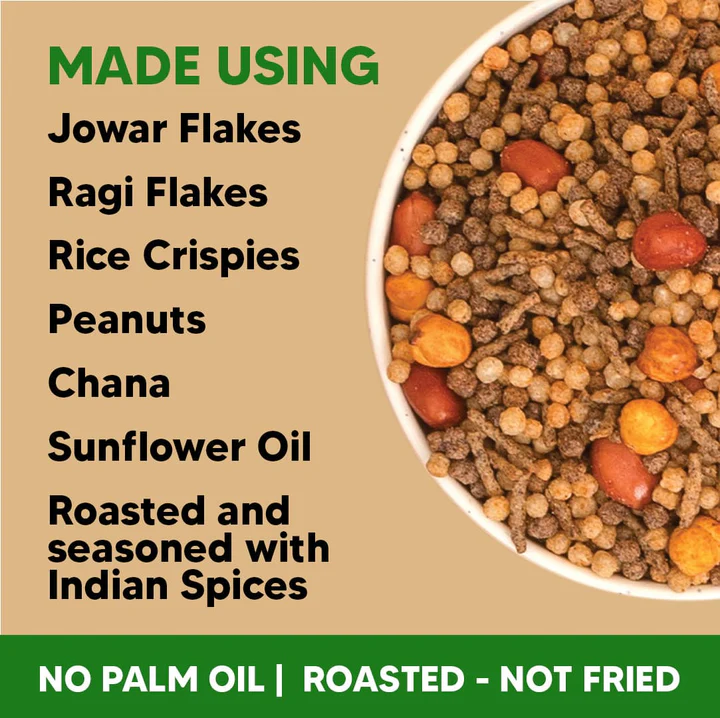 MADE USING
Jowar Flakes
Ragi Flakes
Rice Crispies
Peanuts
Chana
Sunflower Oil
Roasted and
seasoned with
Indian Spices
NO PALM OIL | ROASTED - NOT FRIED